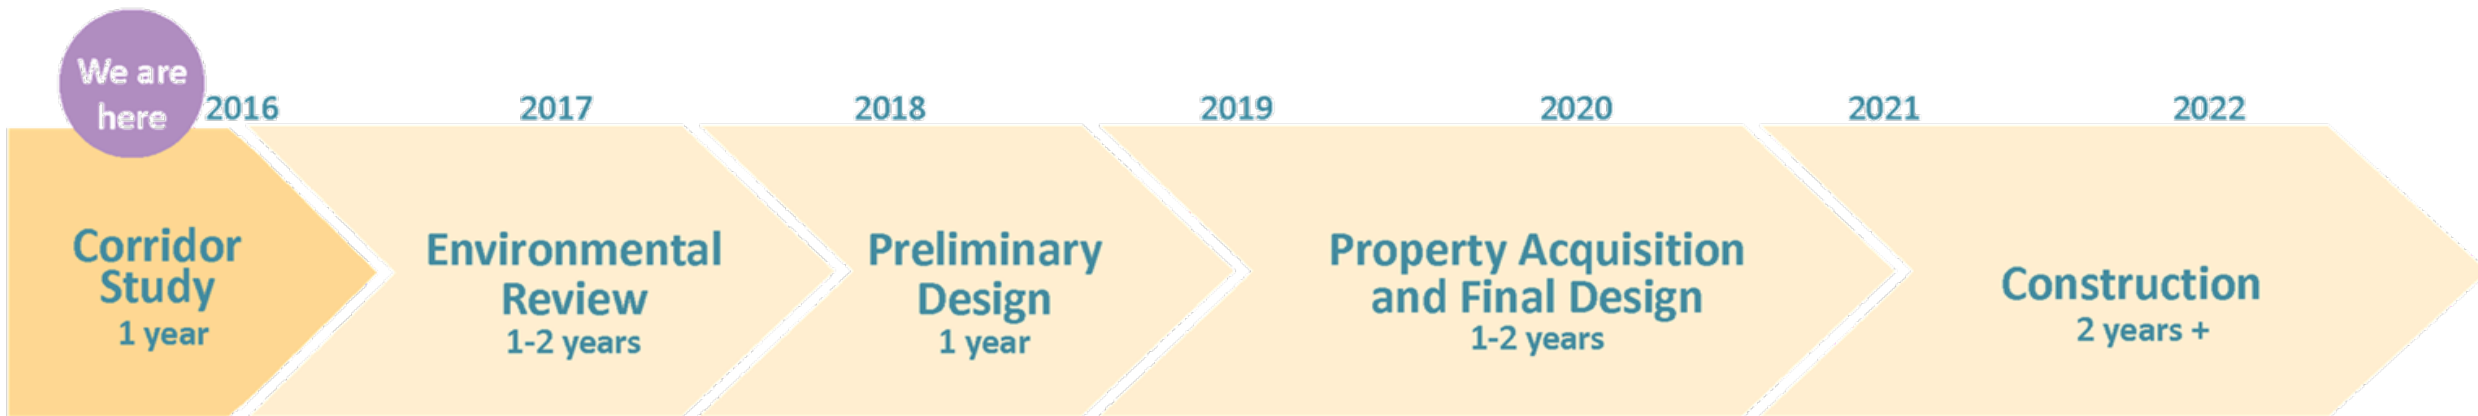 We are
here
2016
2017
2018
2019
2020
2021
2022
Corridor
Study
1 year
Environmental
Review
1-2 years
Preliminary
Design
1 year
Property Acquisition
and Final Design
1-2 years
Construction
2 years +